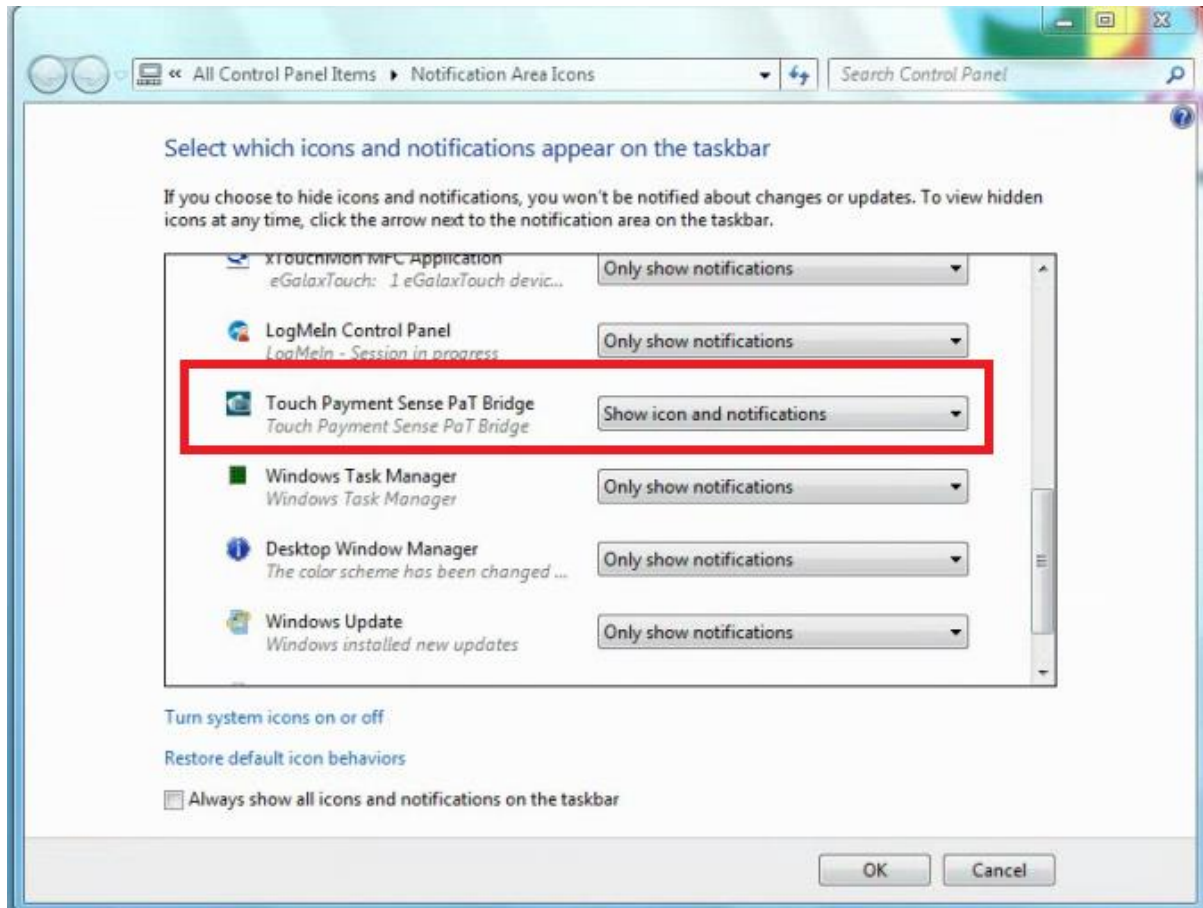 « All Control Panel Items ▸ Notification Area Icons
Search Control Panel
Select which icons and notifications appear on the taskbar
If you choose to hide icons and notifications, you won't be notified about changes or updates. To view hidden
icons at any time, click the arrow next to the notification area on the taskbar.
xTouchMon MFC Application
Only show notifications
eGalaxTouch: 1 eGalaxTouch devic...
LogMeIn Control Panel
Only show notifications
LogMeIn - Session in progress
Touch Payment Sense PaT Bridge
Show icon and notifications
Touch Payment Sense PaT Bridge
Windows Task Manager
Only show notifications
Windows Task Manager
Desktop Window Manager
Only show notifications
The color scheme has been changed ...
Windows Update
Only show notifications
Windows installed new updates
Turn system icons on or off
Restore default icon behaviors
Always show all icons and notifications on the taskbar
OK
Cancel